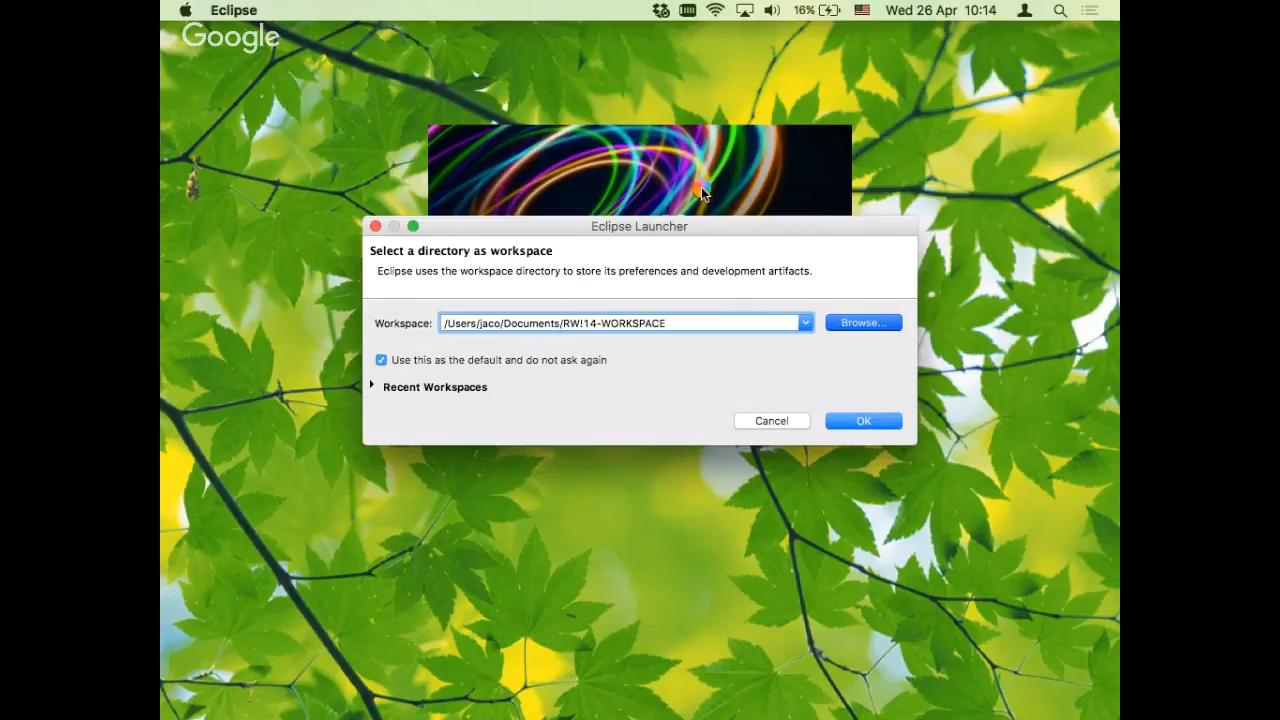 Eclipse
16%
Wed 26 Apr 10:14
Google
Eclipse Launcher
Select a directory as workspace
Eclipse uses the workspace directory to store its preferences and development artifacts.
Workspace:
/Users/jaco/Documents/RW!14-WORKSPACE
Browse...
Use this as the default and do not ask again
Recent Workspaces
Cancel
OK